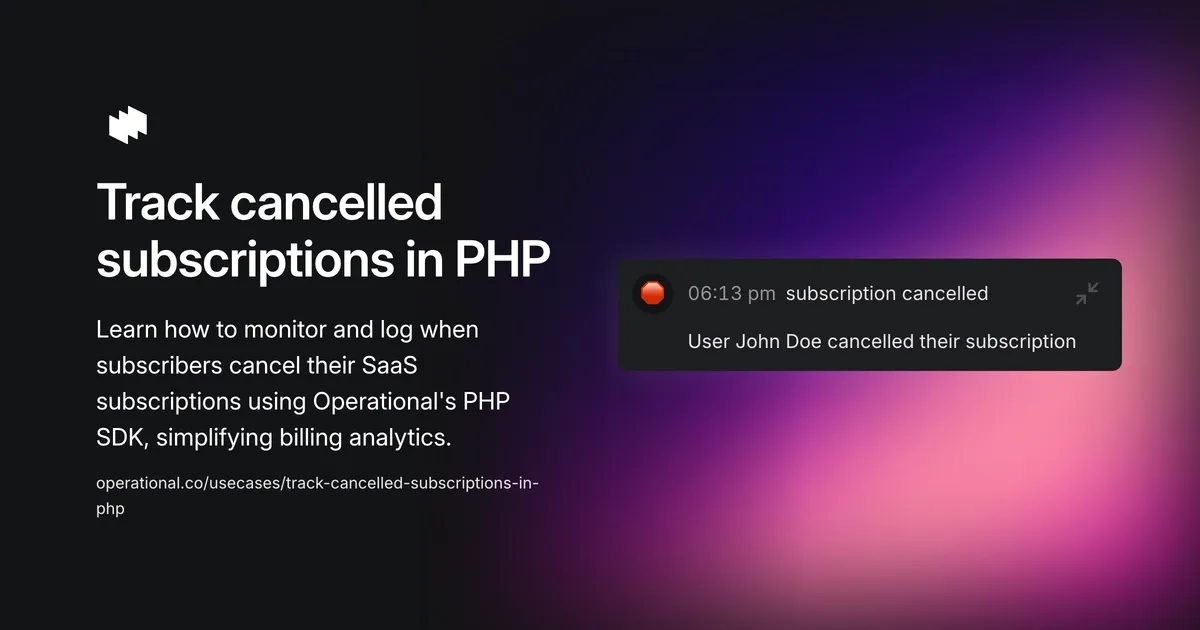 Track cancelled
subscriptions in PHP
Learn how to monitor and log when
subscribers cancel their SaaS
subscriptions using Operational's PHP
SDK, simplifying billing analytics.
operational.co/usecases/track-cancelled-subscriptions-in-
php
06:13 pm subscription cancelled
User John Doe cancelled their subscription